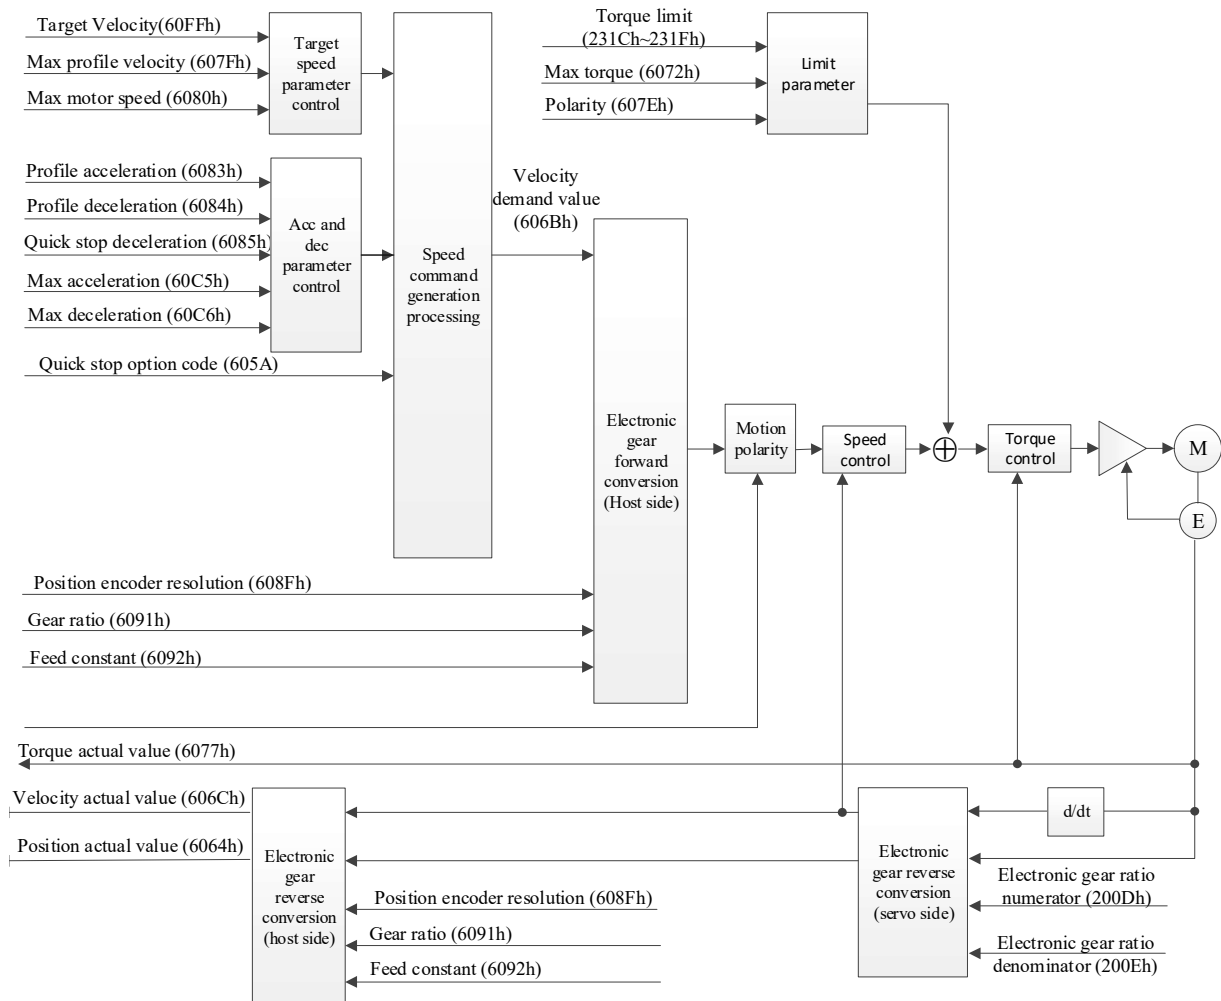 Target Velocity(60FFh)
Max profile velocity (607Fh)
Max motor speed (6080h)
Target
speed
parameter
control
Torque limit
(231Ch~231Fh)
Max torque (6072h)
Polarity (607Eh)
Limit
parameter
Profile acceleration (6083h)
Profile deceleration (6084h)
Quick stop deceleration (6085h)
Max acceleration (60C5h)
Max deceleration (60C6h)
Acc and
dec
parameter
control
Quick stop option code (605A)
Speed
command
generation
processing
Velocity
demand value
(606Bh)
Electronic
gear
forward
conversion
(Host side)
Motion
polarity
Speed
control
Torque
control
M
E
Position encoder resolution (608Fh)
Gear ratio (6091h)
Feed constant (6092h)
Torque actual value (6077h)
Velocity actual value (606Ch)
Position actual value (6064h)
Electronic
gear
reverse
conversion
(host side)
Position encoder resolution (608Fh)
Gear ratio (6091h)
Feed constant (6092h)
Electronic
gear reverse
conversion
(servo side)
d/dt
Electronic gear ratio
numerator (200Dh)
Electronic gear ratio
denominator (200Eh)